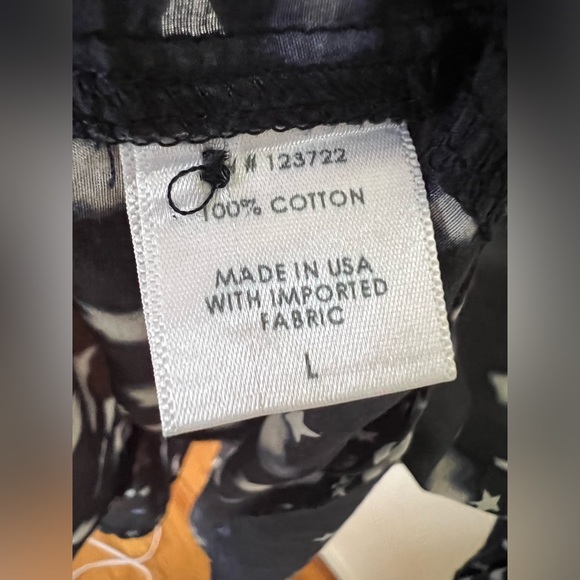 # 123722
100% COTTON
MADE IN USA
WITH IMPORTED
FABRIC
L